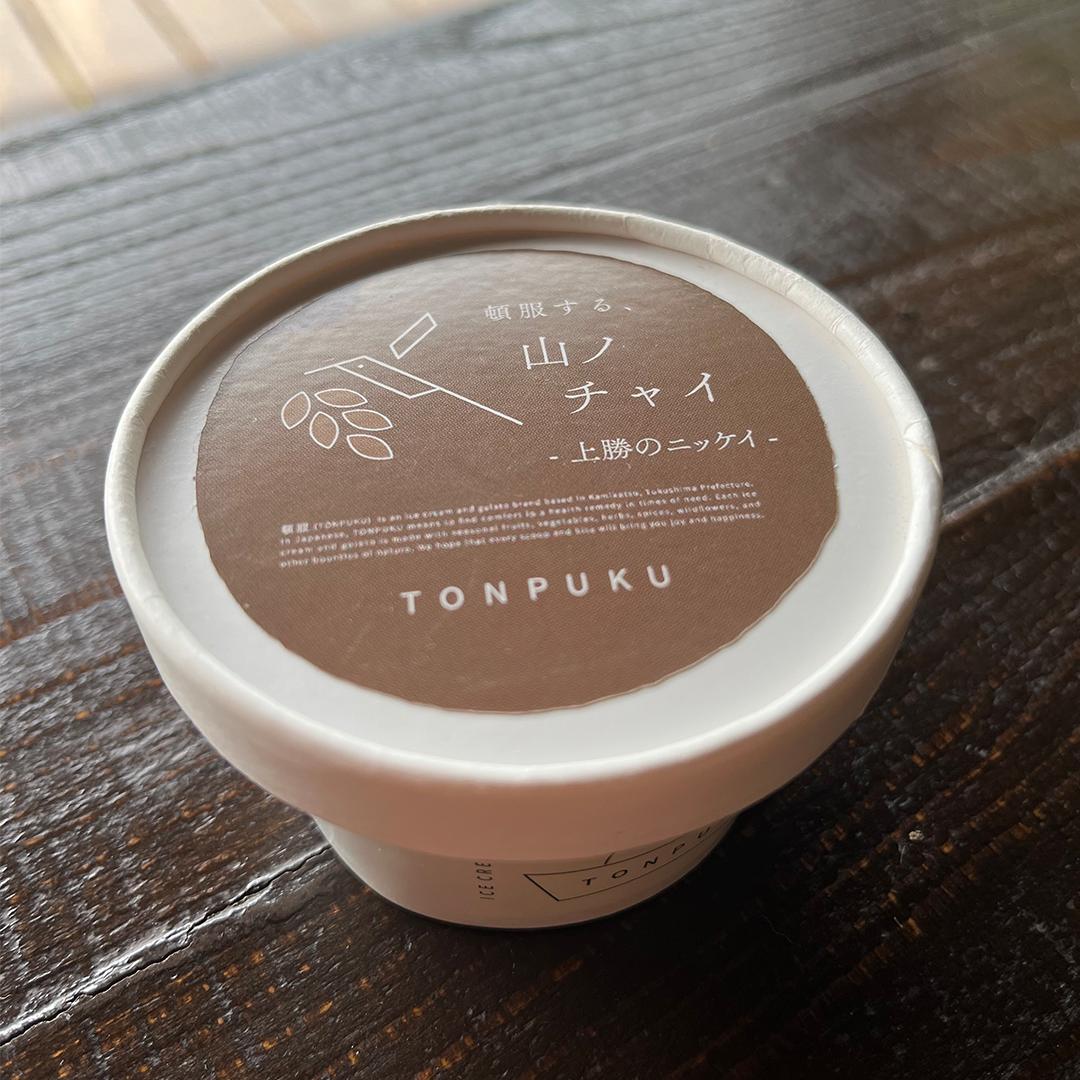 頓服する、
山ノ
チャイ
- 上勝のニッケイ -
頓服 (TONPUKU) is an ice cream and gelato brand based in Kamikatsu, Tokushima Prefecture.
In Japanese, TONPUKU means to find comfort in a health remedy in times of need. Each ice
cream and gelato is made with seasonal fruits, vegetables, herbs, spices, wildflowers, and
other bounties of nature. We hope that every scoop and bite will bring you joy and happiness.
TONPUKU
ICE CRE
TONPU